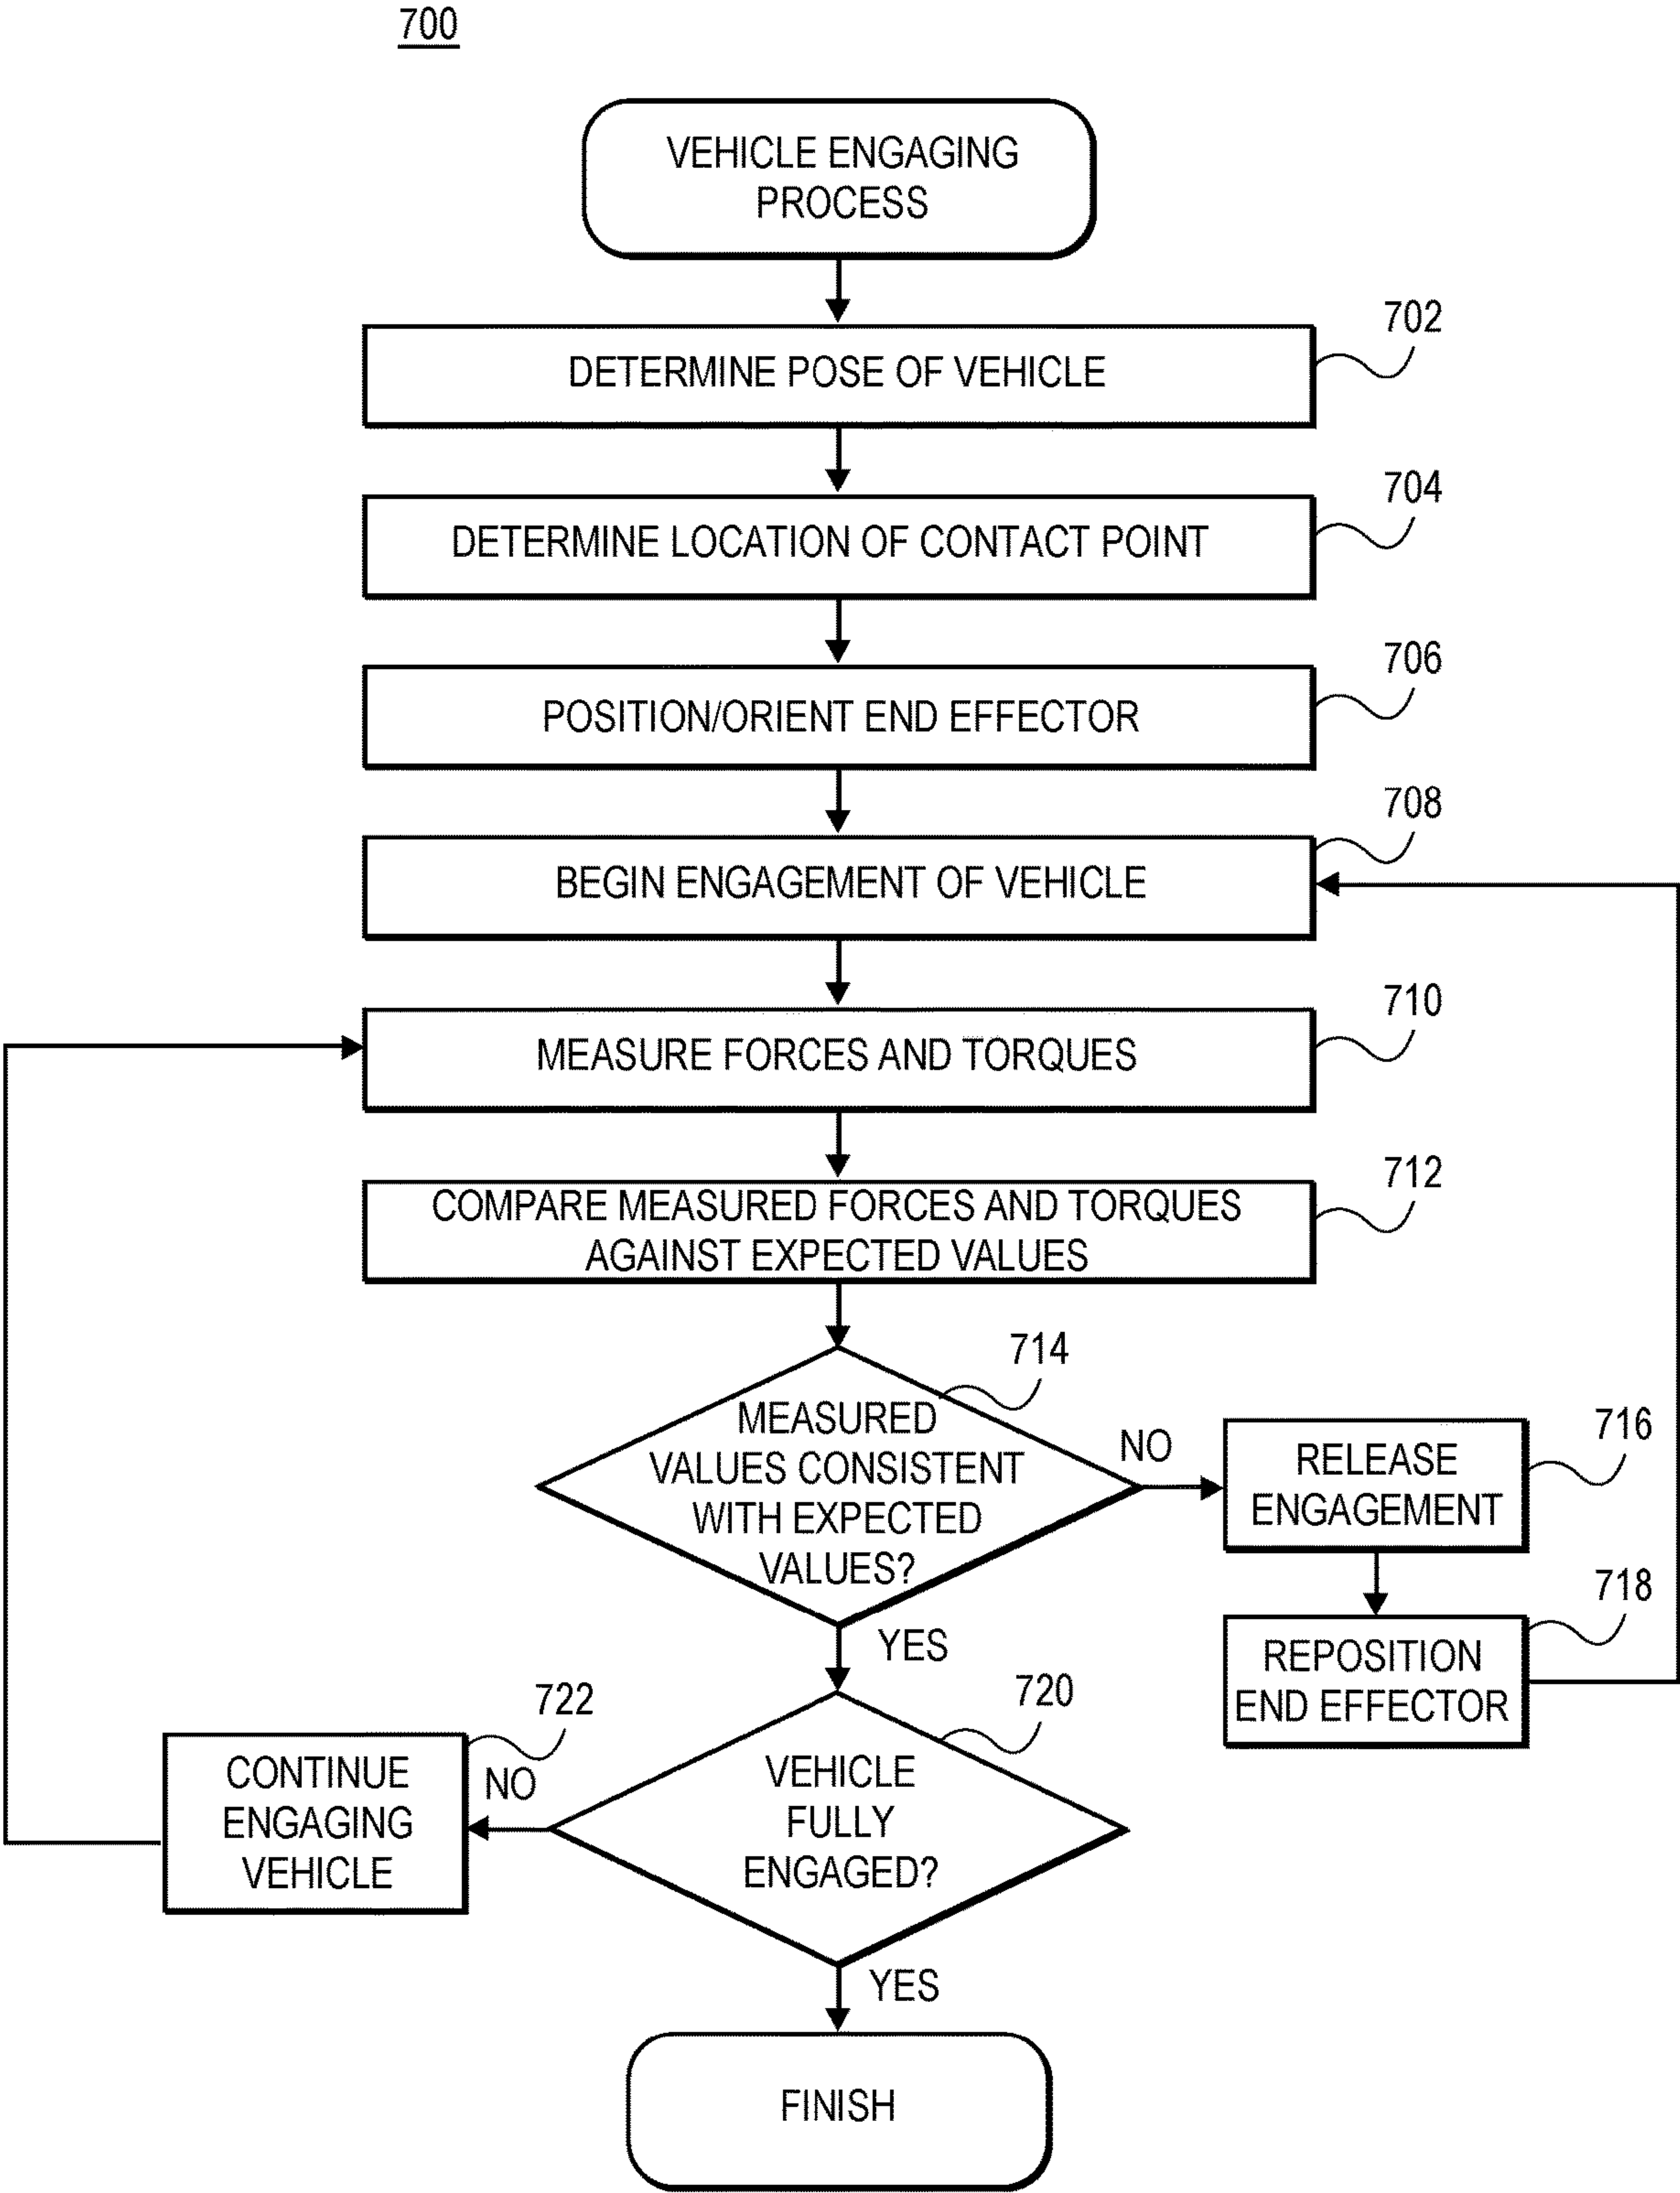 700
VEHICLE ENGAGING
PROCESS
702
DETERMINE POSE OF VEHICLE
704
DETERMINE LOCATION OF CONTACT POINT
706
POSITION/ORIENT END EFFECTOR
708
BEGIN ENGAGEMENT OF VEHICLE
710
MEASURE FORCES AND TORQUES
712
COMPARE MEASURED FORCES AND TORQUES
AGAINST EXPECTED VALUES
714
MEASURED
VALUES CONSISTENT
WITH EXPECTED
VALUES?
NO
716
RELEASE
ENGAGEMENT
718
REPOSITION
END EFFECTOR
YES
720
VEHICLE
FULLY
ENGAGED?
NO
722
CONTINUE
ENGAGING
VEHICLE
YES
FINISH